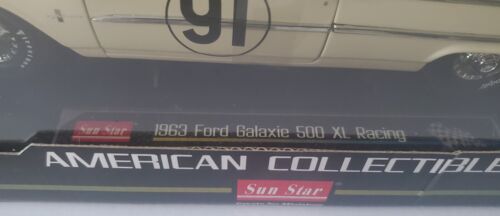 91
Sun Star 1963 Ford Galaxie 500 XL Racing
AMERICAN COLLECTIBLE
Sun Star